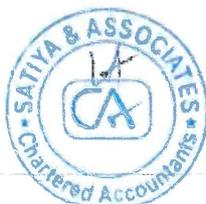 SATIYA & ASSOCIATES
CA
Chartered Accountants